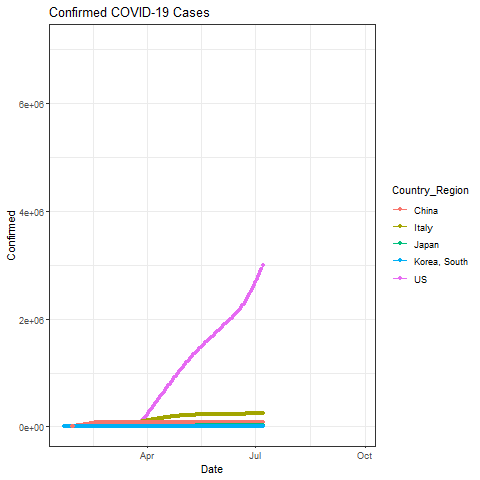 Confirmed COVID-19 Cases
6e+06
4e+06
2e+06
0e+00
Confirmed
Apr
Jul
Oct
Date
Country_Region
China
Italy
Japan
Korea, South
US